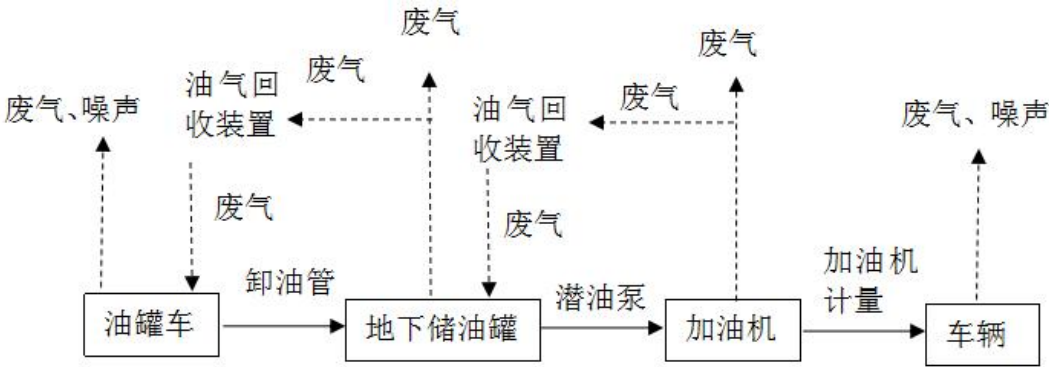 废气
废气
废气
油气回
收装置
废气
油气回
收装置
废气、噪声
废气、噪声
废气
废气
卸油管
潜油泵
加油机
计量
油罐车
地下储油罐
加油机
车辆